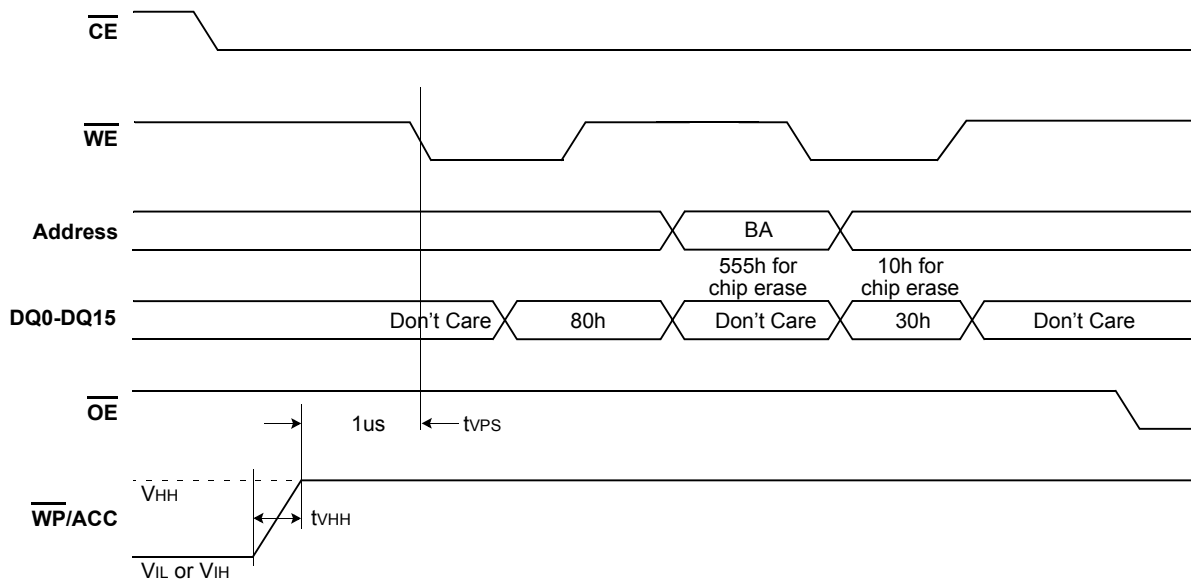 CE
WE
Address
BA
555h for
chip erase
10h for
chip erase
DQ0-DQ15
Don't Care
80h
Don't Care
30h
Don't Care
OE
1us
tVPS
VHH
WP/ACC
tVHH
VIL or VIH